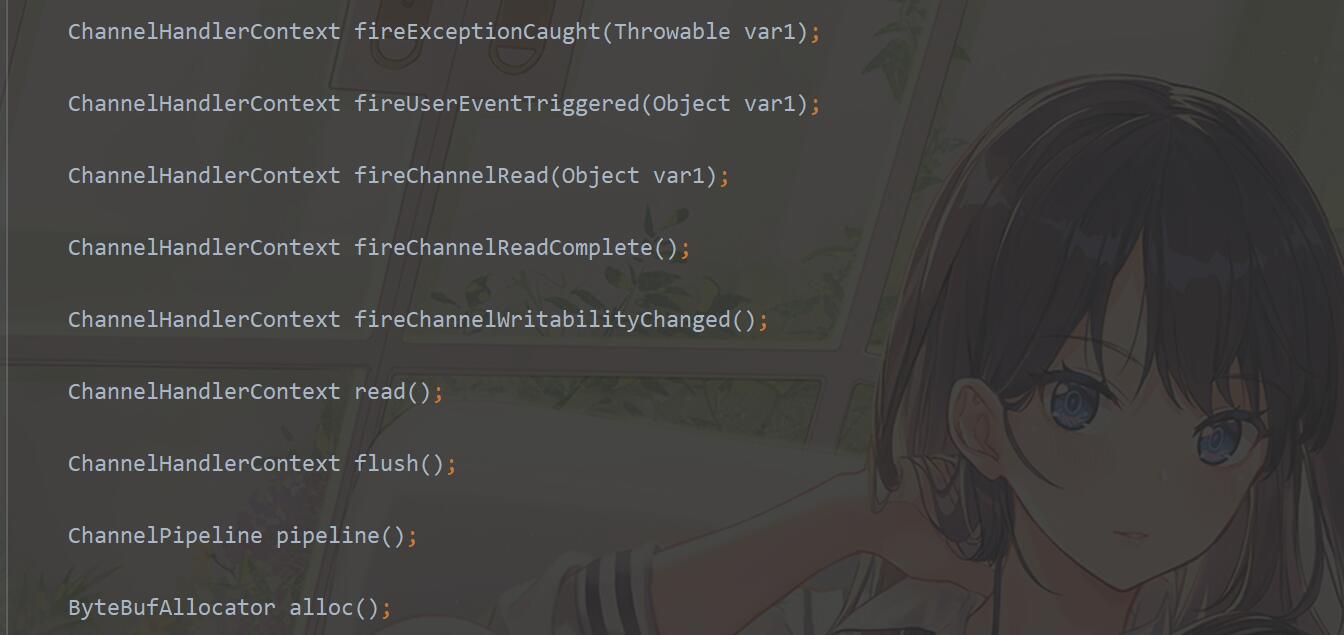 ChannelHandlerContext fireExceptionCaught(Throwable var1);
ChannelHandlerContext fireUserEventTriggered(Object var1);
ChannelHandlerContext fireChannelRead(Object var1);
ChannelHandlerContext fireChannelReadComplete();
ChannelHandlerContext fireChannelWritabilityChanged();
ChannelHandlerContext read();
ChannelHandlerContext flush();
ChannelPipeline pipeline();
ByteBufAllocator alloc();